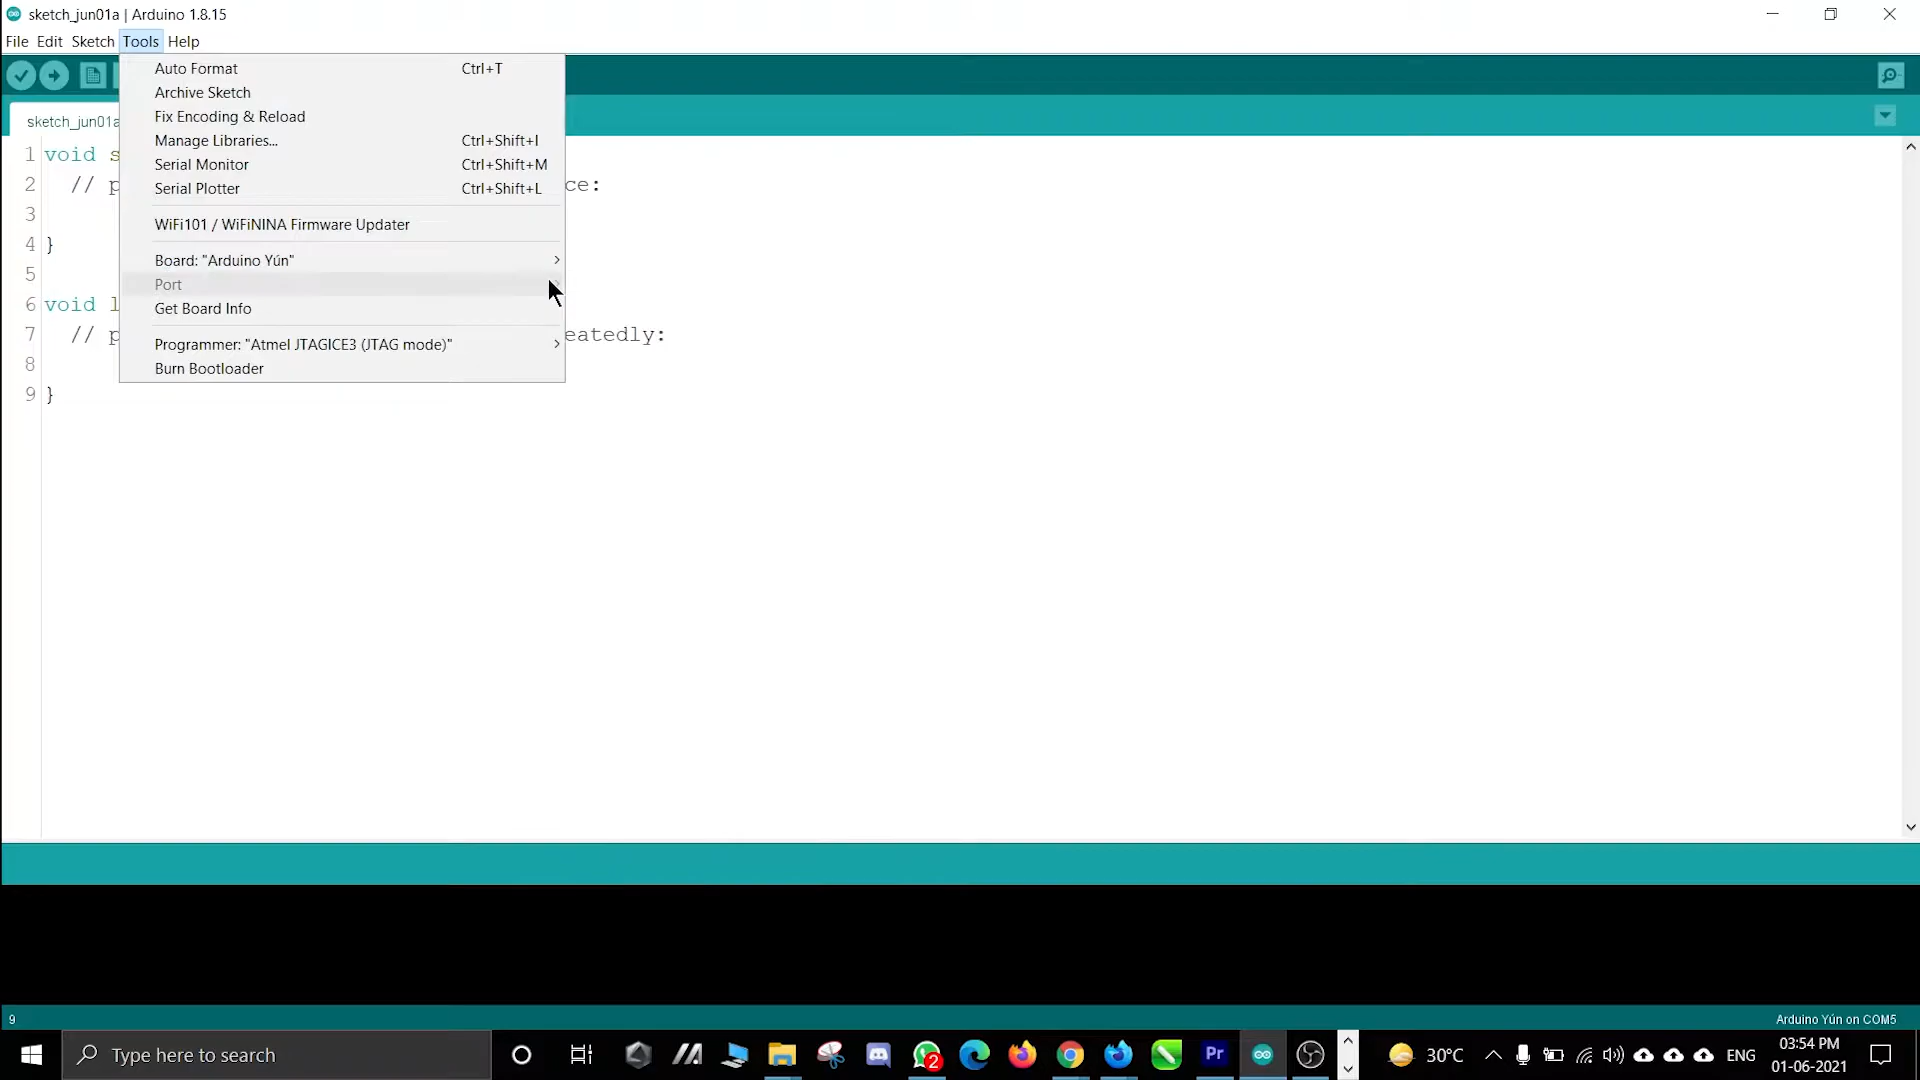 sketch_jun01a | Arduino 1.8.15
File Edit Sketch Tools Help
Auto Format Ctrl+T
Archive Sketch
sketch_jun01a Fix Encoding & Reload
Manage Libraries... Ctrl+Shift+I
1 void s
Serial Monitor Ctrl+Shift+M
2 // p Serial Plotter Ctrl+Shift+L ce:
3
WiFi101 / WiFiNINA Firmware Updater
4 }
Board: "Arduino Yún"
5
Port
6 void l Get Board Info
7 // p eatedly:
Programmer: "Atmel JTAGICE3 (JTAG mode)"
8 Burn Bootloader
9 }
9 Arduino Yún on COM5
Type here to search 2 Pr 30°C ENG 03:54 PM
01-06-2021